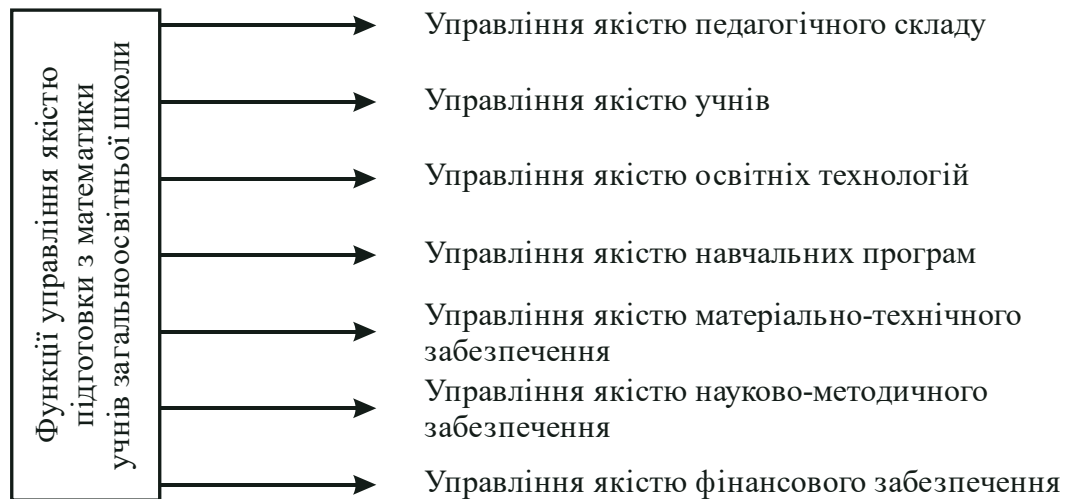 Функції управління якістю
підготовки з математики
учнів загальноосвітньої школи
Управління якістю педагогічного складу
Управління якістю учнів
Управління якістю освітніх технологій
Управління якістю навчальних програм
Управління якістю матеріально-технічного
забезпечення
Управління якістю науково-методичного
забезпечення
Управління якістю фінансового забезпечення